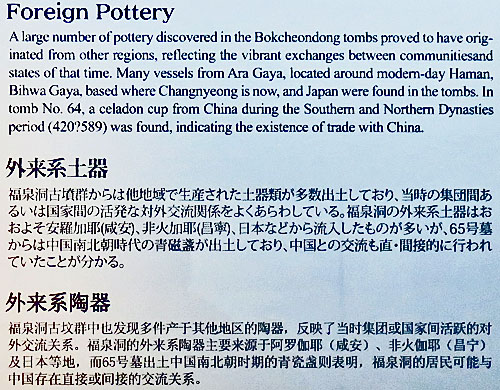 Foreign Pottery
A large number of pottery discovered in the Bokcheondong tombs proved to have orig-
inated from other regions, reflecting the vibrant exchanges between communitiesand
states of that time. Many vessels from Ara Gaya, located around modern-day Haman,
Bihwa Gaya, based where Changnyeong is now, and Japan were found in the tombs. In
tomb No. 64, a celadon cup from China during the Southern and Northern Dynasties
period (420?589) was found, indicating the existence of trade with China.
外来系土器
福泉洞古墳群からは他地域で生産された土器類が多数出土しており、当時の集団間あ
るいは国家間の活発な対外交流関係をよくあらわしている。福泉洞の外来系土器はお
およそ安羅加耶(咸安)、非火加耶(昌寧)、日本などから流入したものが多いが、65号墓
からは中国南北朝時代の青磁盞が出土しており、中国との交流も直·間接的に行われ
ていたことが分かる。
外来系陶器
福泉洞古坟群中也发现多件产于其他地区的陶器，反映了当时集团或国家间活跃的对
外交流关系。福泉洞的外来系陶器主要来源于阿罗伽耶（咸安）、非火伽耶（昌宁）
及日本等地，而65号墓出土中国南北朝时期的青瓷盏则表明，福泉洞的居民可能与
中国存在直接或间接的交流关系。